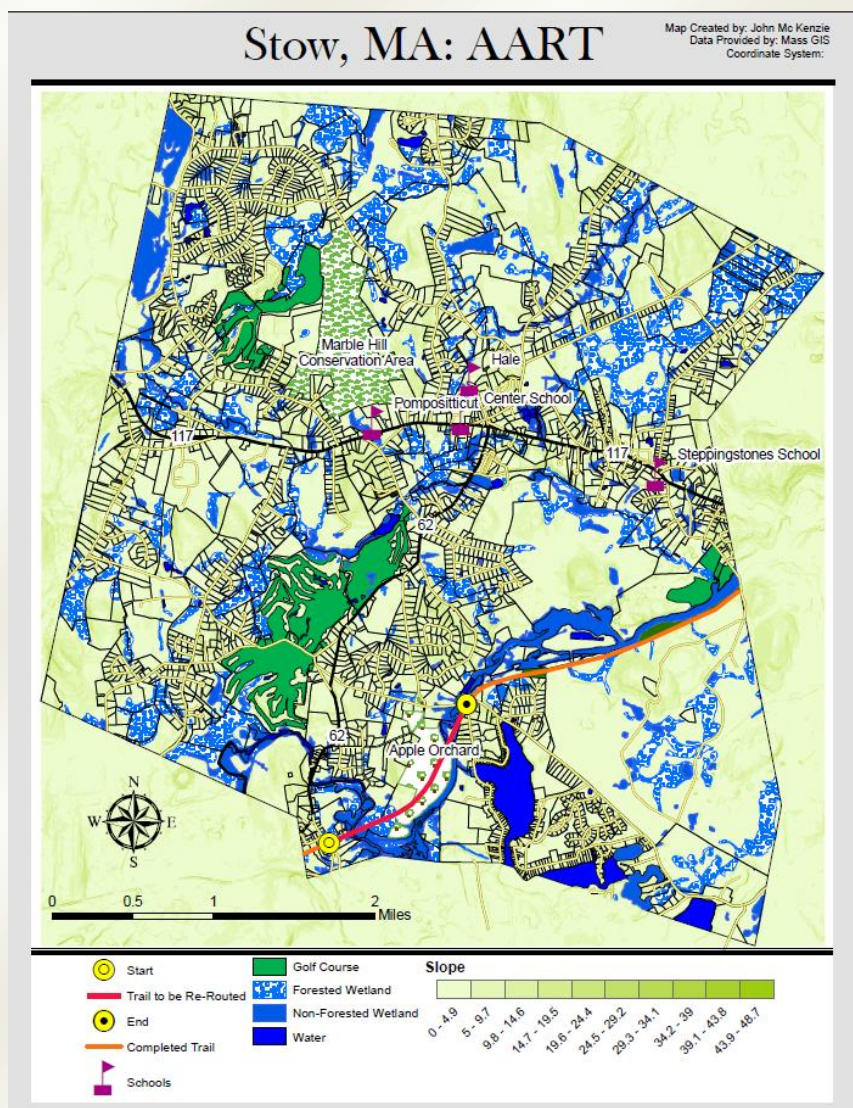 Stow, MA: AART
Map Created by: John Mc Kenzie
Data Provided by: Mass GIS
Coordinate System:
Marble Hill
Conservation Area
Hale
Pompositticut
Center School
117
117
Steppingstones School
62
62
Apple Orchard
N
W
E
S
0
0.5
1
2
Miles
Start
Trail to be Re-Routed
End
Completed Trail
Schools
Golf Course
Forested Wetland
Non-Forested Wetland
Water
Slope
0 - 4.9
5 - 9.7
9.8 - 14.6
14.7 - 19.5
19.6 - 24.4
24.5 - 29.2
29.3 - 34.1
34.2 - 39
39.1 - 43.8
43.9 - 48.7